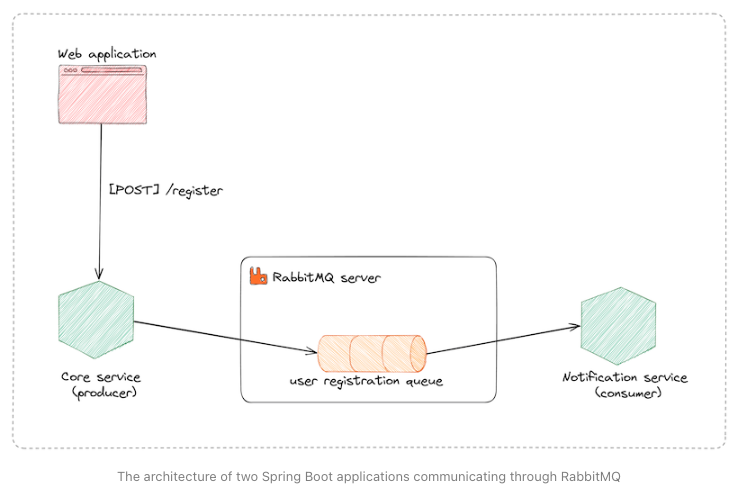 Web application
[POST] /register
RabbitMQ server
user registration queue
Core service
(producer)
Notification service
(consumer)
The architecture of two Spring Boot applications communicating through RabbitMQ